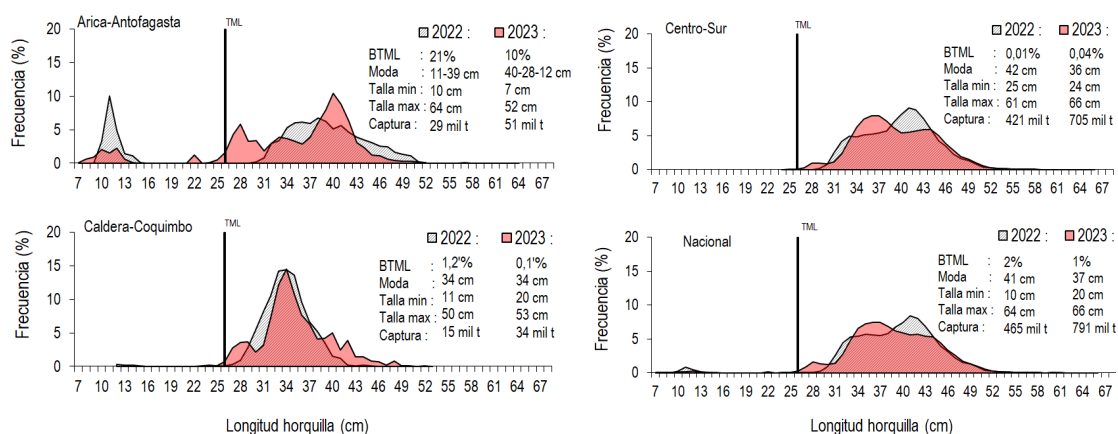 Arica-Antofagasta
TML
2022 : 2023 :
BTML : 21% 10%
Moda : 11-39 cm 40-28-12 cm
Talla min : 10 cm 7 cm
Talla max : 64 cm 52 cm
Captura : 29 mil t 51 mil t
Frecuencia (%)
20
15
10
5
0
7 10 13 16 19 22 25 28 31 34 37 40 43 46 49 52 55 58 61 64 67
Centro-Sur
TML
2022 : 2023 :
BTML : 0,01% 0,04%
Moda : 42 cm 36 cm
Talla min : 25 cm 24 cm
Talla max : 61 cm 66 cm
Captura : 421 mil t 705 mil t
Frecuencia (%)
20
15
10
5
0
7 10 13 16 19 22 25 28 31 34 37 40 43 46 49 52 55 58 61 64 67
Caldera-Coquimbo
TML
2022 : 2023 :
BTML : 1,2'% 0,1'%
Moda : 34 cm 34 cm
Talla min : 11 cm 20 cm
Talla max : 50 cm 53 cm
Captura : 15 mil t 34 mil t
Frecuencia (%)
20
15
10
5
0
7 10 13 16 19 22 25 28 31 34 37 40 43 46 49 52 55 58 61 64 67
Longitud horquilla (cm)
Nacional
TML
2022 : 2023 :
BTML : 2% 1%
Moda : 41 cm 37 cm
Talla min : 10 cm 20 cm
Talla max : 64 cm 66 cm
Captura : 465 mil t 791 mil t
Frecuencia (%)
20
15
10
5
0
7 10 13 16 19 22 25 28 31 34 37 40 43 46 49 52 55 58 61 64 67
Longitud horquilla (cm)